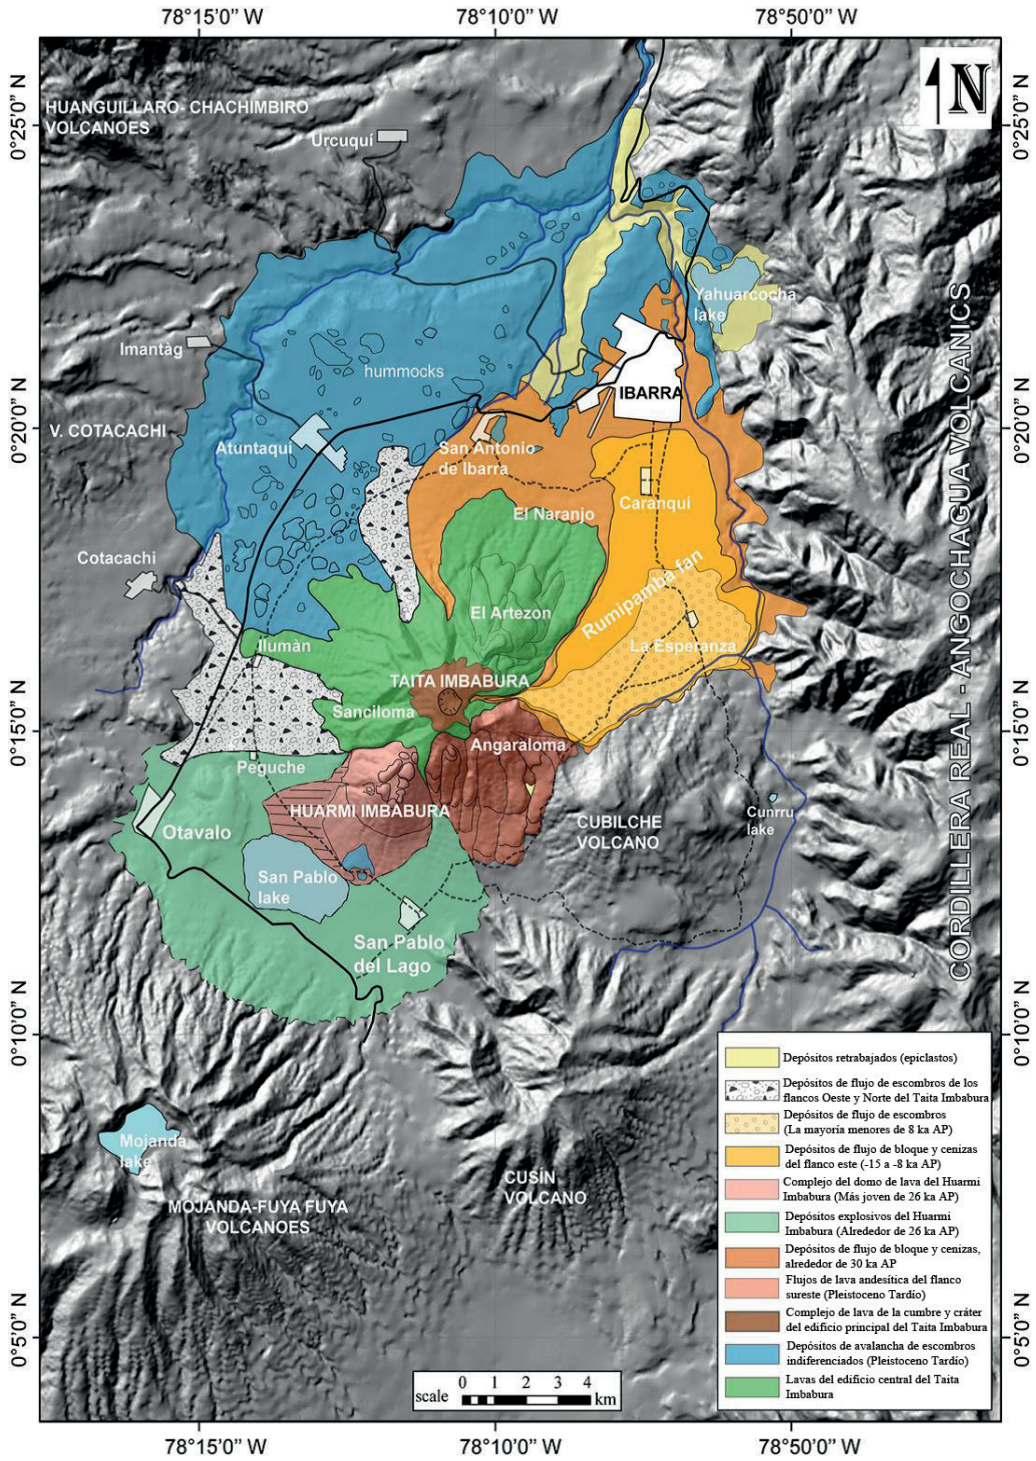 78°15'0" W
78°10'0" W
78°50'0" W
N
0°25'0" N
0°25'0" N
HUANGUILLARO- CHACHIMBIRO
VOLCANOES
Urcuquí
Yahuarcocha
lake
Imantàg
hummocks
IBARRA
0°20'0" N
0°20'0" N
V. COTACACHI
Atuntaqui
San Antonio
de Ibarra
Caranquí
El Naranjo
Cotacachi
El Artezon
Rumipamba fan
La Esperanza
Ilumàn
TAITA IMBABURA
Sanciloma
Angaraloma
0°15'0" N
0°15'0" N
Peguche
HUARMI IMBABURA
Otavalo
CUBILCHE
VOLCANO
Cunrru
lake
San Pablo
lake
San Pablo
del Lago
CORDILLERA REAL - ANGOCHAGUA VOLCANICS
0°10'0" N
0°10'0" N
Mojanda
lake
MOJANDA-FUYA FUYA
VOLCANOES
CUSÍN
VOLCANO
Depósitos retrabajados (epiclastos)
Depósitos de flujo de escombros de los
flancos Oeste y Norte del Taita Imbabura
Depósitos de flujo de escombros
(La mayoría menores de 8 ka AP)
Depósitos de flujo de bloque y cenizas
del flanco este (-15 a -8 ka AP)
Complejo del domo de lava del Huarmi
Imbabura (Más joven de 26 ka AP)
Depósitos explosivos del Huarmi
Imbabura (Alrededor de 26 ka AP)
Depósitos de flujo de bloque y cenizas,
alrededor de 30 ka AP
Flujos de lava andesítica del flanco
sureste (Pleistoceno Tardío)
Complejo de lava de la cumbre y cráter
del edificio principal del Taita Imbabura
Depósitos de avalancha de escombros
indiferenciados (Pleistoceno Tardío)
Lavas del edificio central del Taita
Imbabura
0°5'0" N
0°5'0" N
scale 0 1 2 3 4 km
78°15'0" W
78°10'0" W
78°50'0" W